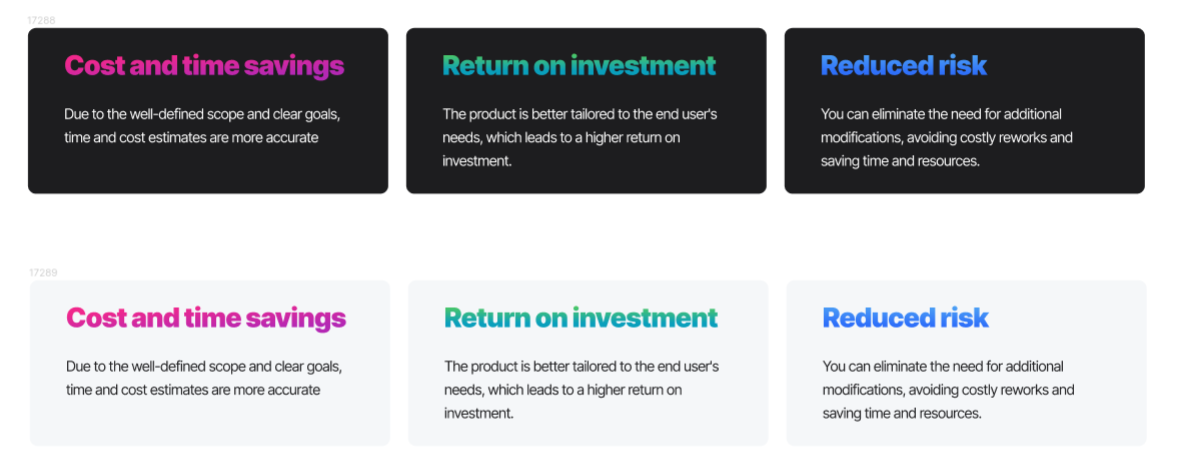 17288
Cost and time savings
Due to the well-defined scope and clear goals,
time and cost estimates are more accurate
Return on investment
The product is better tailored to the end user's
needs, which leads to a higher return on
investment.
Reduced risk
You can eliminate the need for additional
modifications, avoiding costly reworks and
saving time and resources.
17289
Cost and time savings
Due to the well-defined scope and clear goals,
time and cost estimates are more accurate
Return on investment
The product is better tailored to the end user's
needs, which leads to a higher return on
investment.
Reduced risk
You can eliminate the need for additional
modifications, avoiding costly reworks and
saving time and resources.